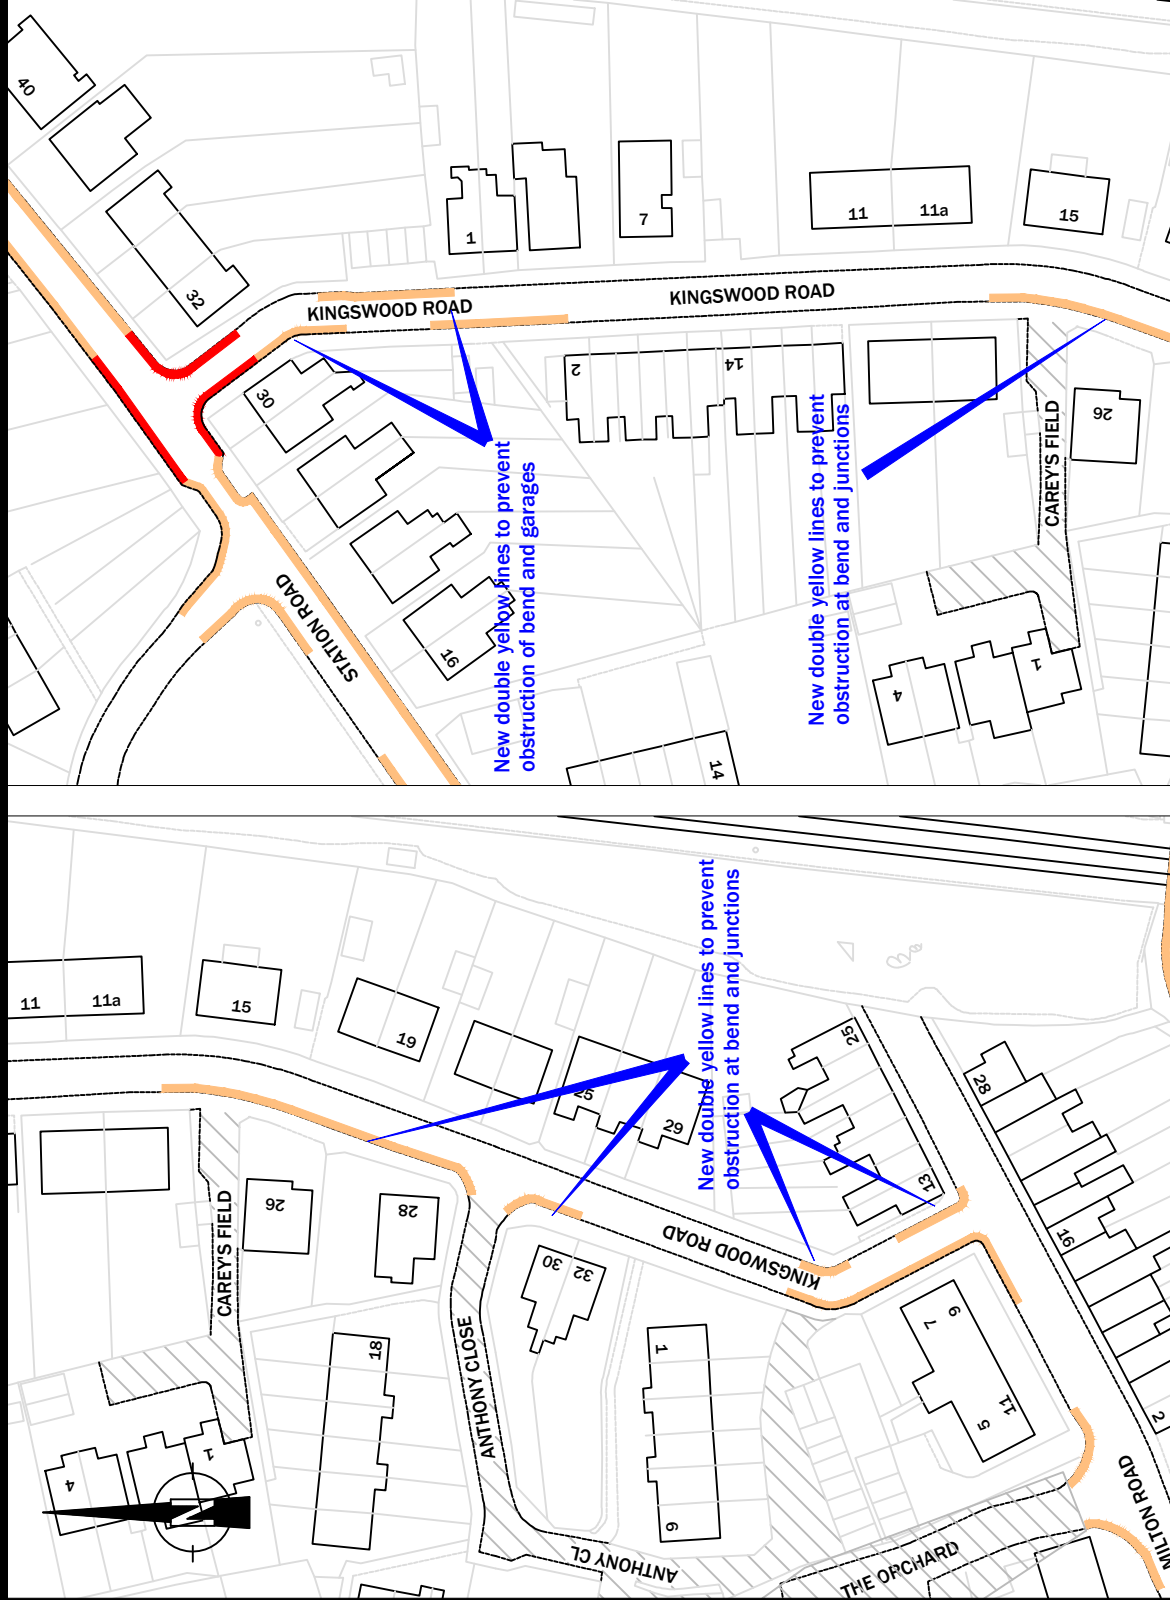 40
32
1
7
11
11a
15
KINGSWOOD ROAD
KINGSWOOD ROAD
30
2
14
26
CAREY'S FIELD
New double yellow lines to prevent
obstruction of bend and garages
New double yellow lines to prevent
obstruction at bend and junctions
STATION ROAD
16
4
1
14
New double yellow lines to prevent
obstruction at bend and junctions
11
11a
15
19
25
29
25
28
13
16
26
28
CAREY'S FIELD
KINGSWOOD ROAD
30
32
18
1
9
7
5
11
2
ANTHONY CLOSE
4
1
N
6
ANTHONY CL
THE ORCHARD
MILTON ROAD